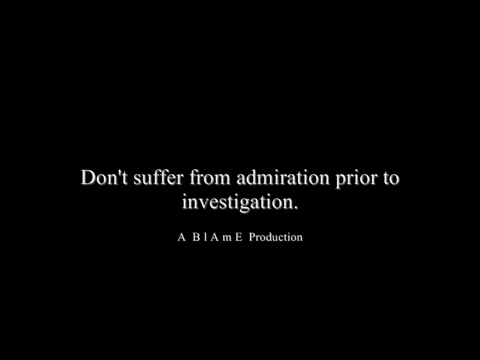 Don't suffer from admiration prior to
investigation.
A B l A m E Production